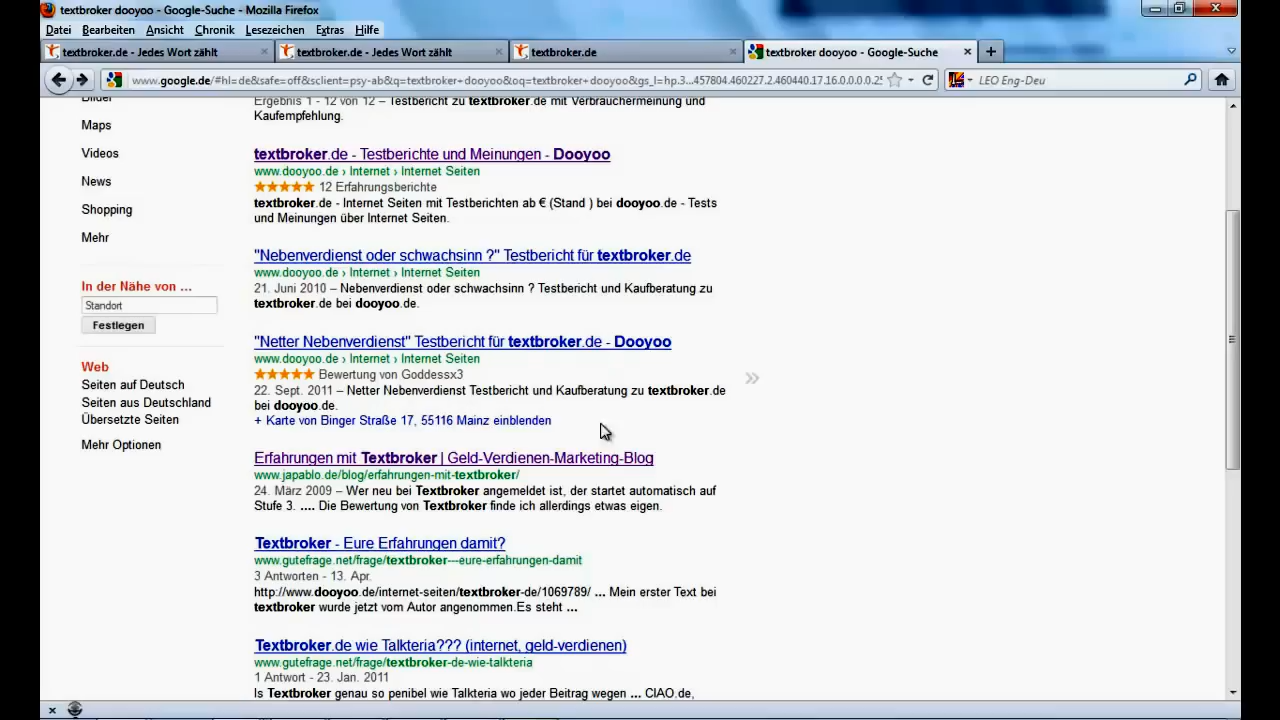 textbroker dooyoo - Google-Suche - Mozilla Firefox
Datei Bearbeiten Ansicht Chronik Lesezeichen Extras Hilfe
textbroker.de - Jedes Wort zählt × textbroker.de - Jedes Wort zählt × textbroker.de × textbroker dooyoo - Google-Suche × +
www.google.de/#hl=de&safe=off&sclient=psy-ab&q=textbroker+dooyoo&oq=textbroker+dooyoo&gs_l=hp.3...457804.460227.2.460440.17.16.0.0.0.0.2
LEO Eng-Deu
Bilder
Maps
Videos
News
Shopping
Mehr
In der Nähe von ...
Standort
Festlegen
Web
Seiten auf Deutsch
Seiten aus Deutschland
Übersetzte Seiten
Mehr Optionen
Ergebnis 1 - 12 von 12 – Testbericht zu textbroker.de mit Verbrauchermeinung und
Kaufempfehlung.
textbroker.de - Testberichte und Meinungen - Dooyoo
www.dooyoo.de › Internet › Internet Seiten
★★★★★ 12 Erfahrungsberichte
textbroker.de - Internet Seiten mit Testberichten ab € (Stand ) bei dooyoo.de - Tests
und Meinungen über Internet Seiten.
"Nebenverdienst oder schwachsinn ?" Testbericht für textbroker.de
www.dooyoo.de › Internet › Internet Seiten
21. Juni 2010 – Nebenverdienst oder schwachsinn ? Testbericht und Kaufberatung zu
textbroker.de bei dooyoo.de.
"Netter Nebenverdienst" Testbericht für textbroker.de - Dooyoo
www.dooyoo.de › Internet › Internet Seiten
★★★★★ Bewertung von Goddessx3
22. Sept. 2011 – Netter Nebenverdienst Testbericht und Kaufberatung zu textbroker.de
bei dooyoo.de.
+ Karte von Binger Straße 17, 55116 Mainz einblenden
»
Erfahrungen mit Textbroker | Geld-Verdienen-Marketing-Blog
www.japablo.de/blog/erfahrungen-mit-textbroker/
24. März 2009 – Wer neu bei Textbroker angemeldet ist, der startet automatisch auf
Stufe 3. .... Die Bewertung von Textbroker finde ich allerdings etwas eigen.
Textbroker - Eure Erfahrungen damit?
www.gutefrage.net/frage/textbroker---eure-erfahrungen-damit
3 Antworten - 13. Apr.
http://www.dooyoo.de/internet-seiten/textbroker-de/1069789/ ... Mein erster Text bei
textbroker wurde jetzt vom Autor angenommen.Es steht ...
Textbroker.de wie Talkteria??? (internet, geld-verdienen)
www.gutefrage.net/frage/textbroker-de-wie-talkteria
1 Antwort - 23. Jan. 2011
Is Textbroker genau so penibel wie Talkteria wo jeder Beitrag wegen ... CIAO.de,